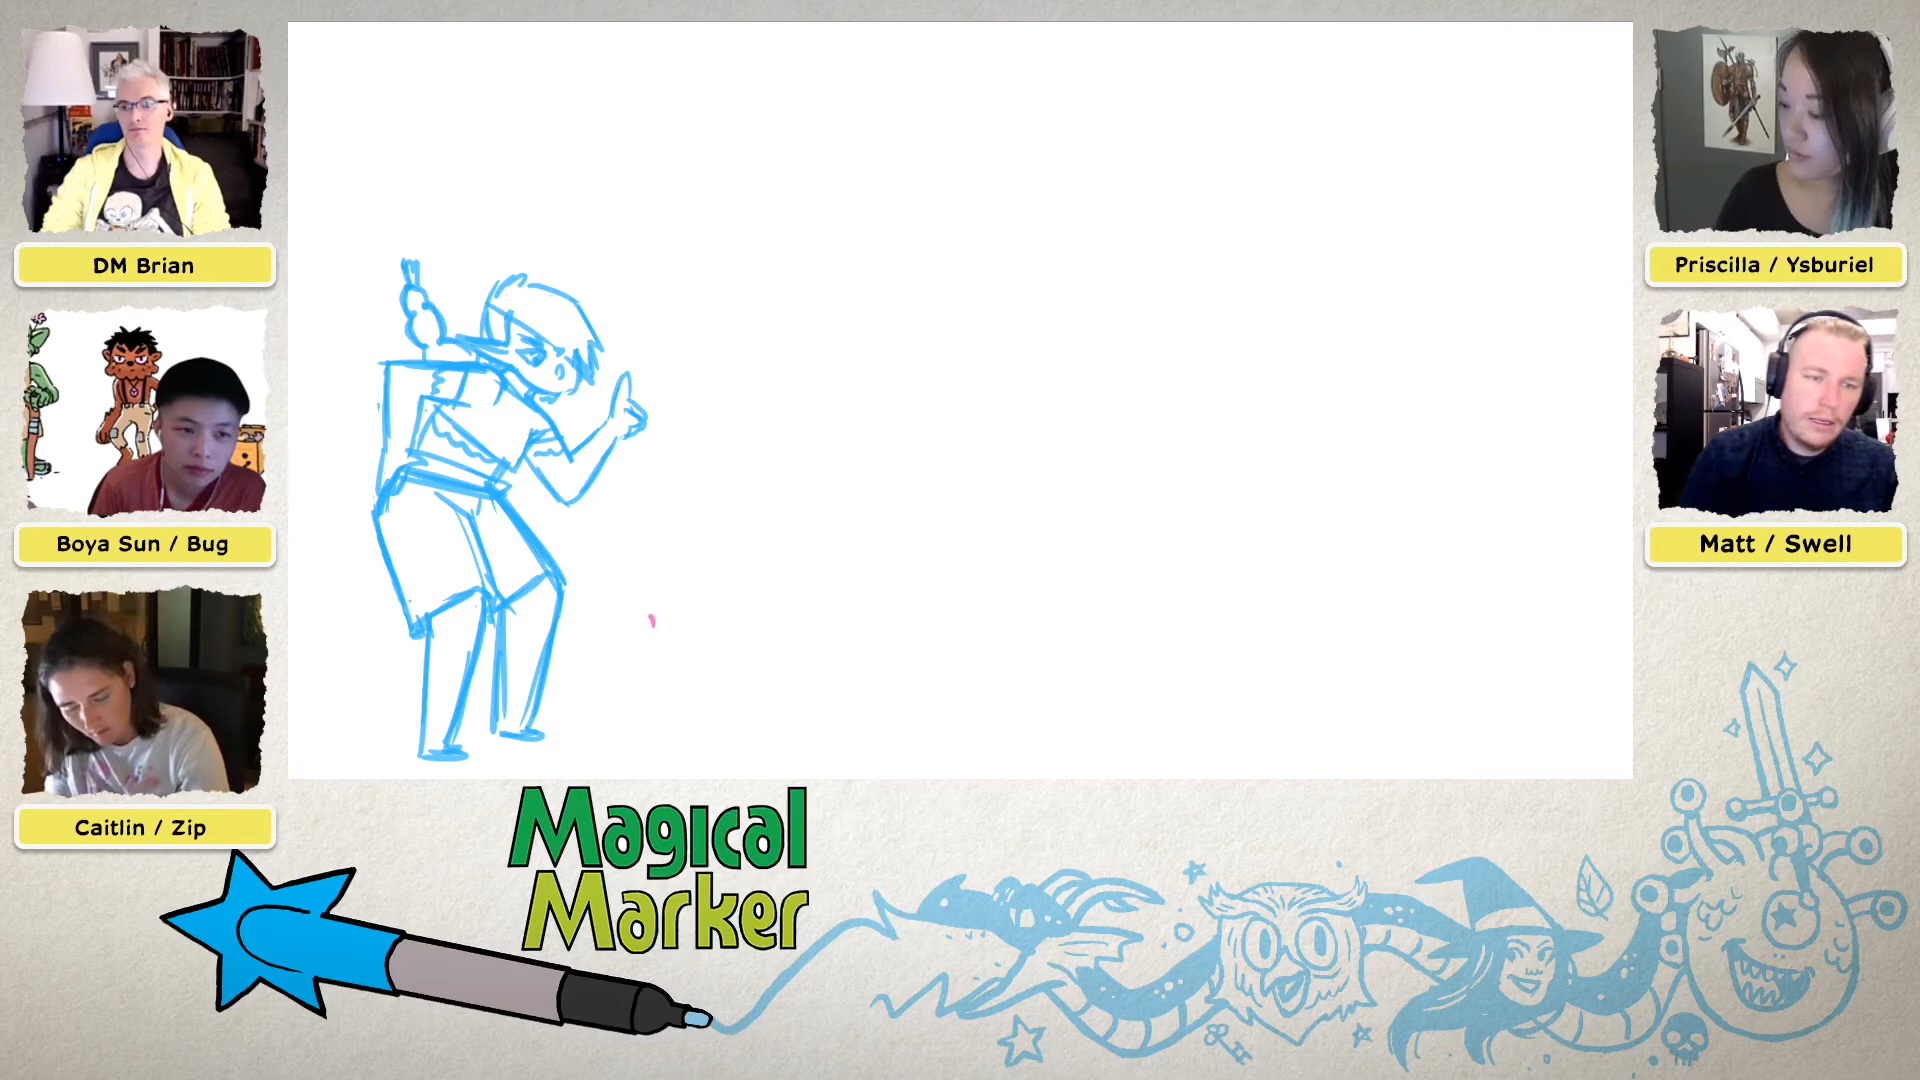 DM Brian
Boya Sun / Bug
Caitlin / Zip
Priscilla / Ysburiel
Matt / Swell
Magical
Marker